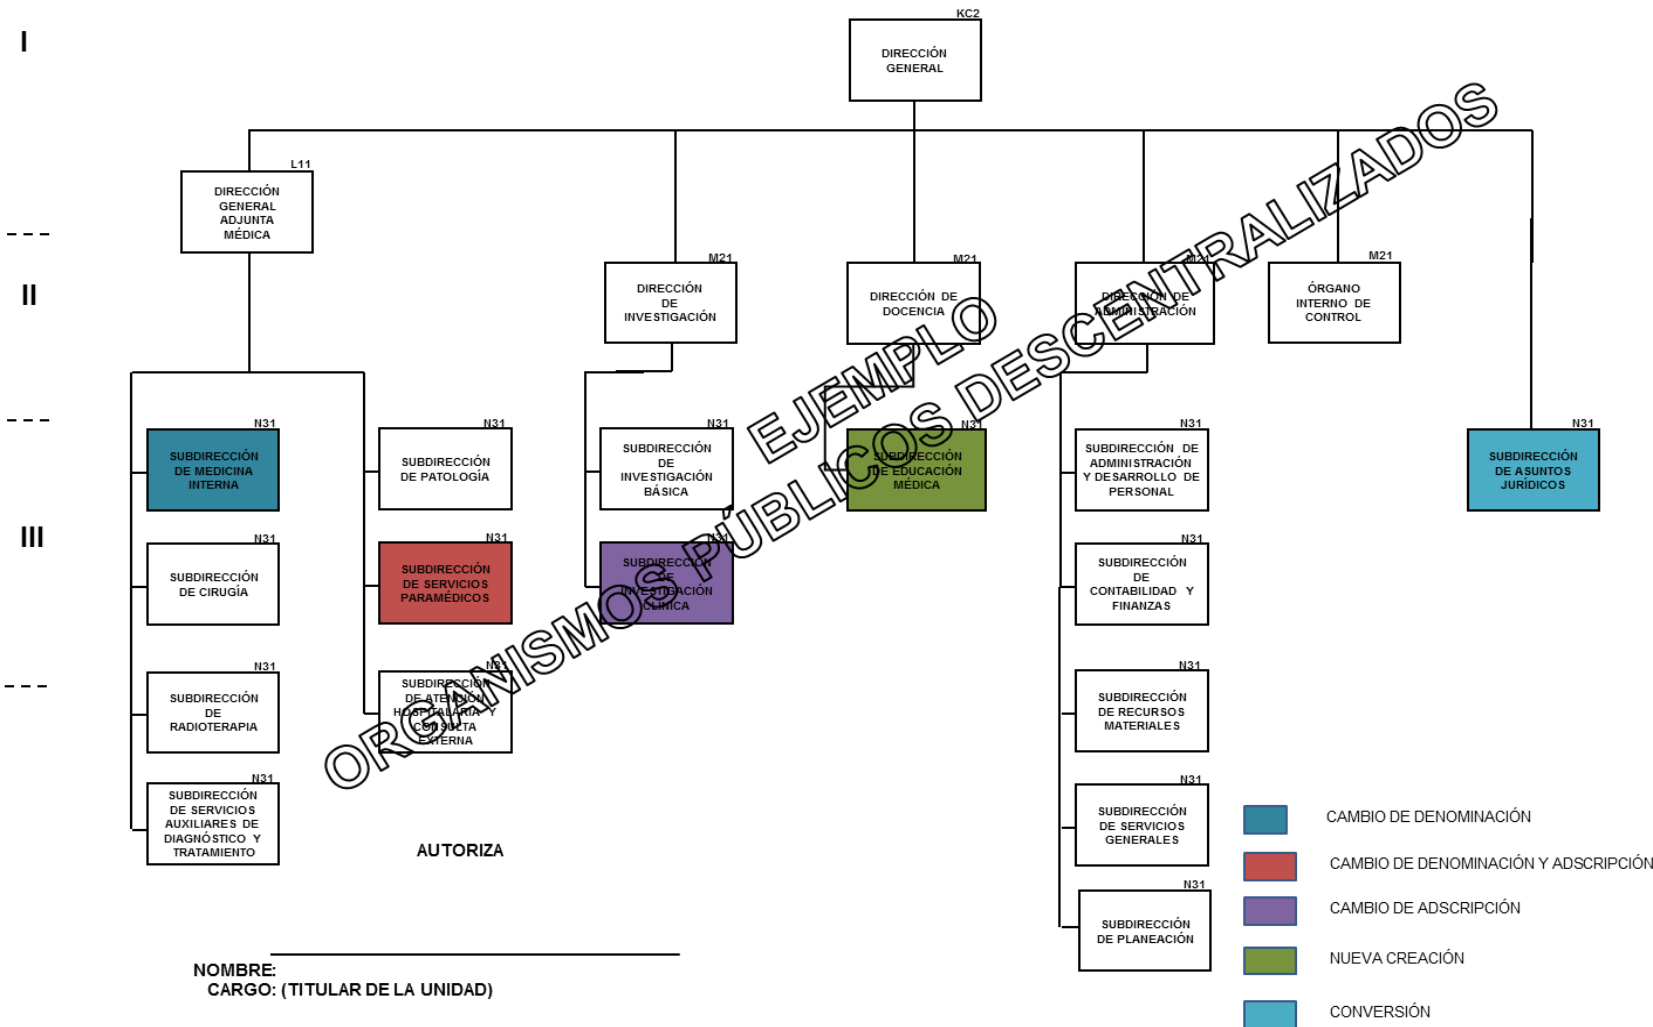 I
KC2
DIRECCIÓN
GENERAL
L11
DIRECCIÓN
GENERAL
ADJUNTA
MÉDICA
II
M21
DIRECCIÓN
DE
INVESTIGACIÓN
M21
DIRECCIÓN DE
DOCENCIA
M21
DIRECCIÓN DE
ADMINISTRACIÓN
M21
ÓRGANO
INTERNO DE
CONTROL
III
N31
SUBDIRECCIÓN
DE MEDICINA
INTERNA
N31
SUBDIRECCIÓN
DE PATOLOGÍA
N31
SUBDIRECCIÓN
DE
INVESTIGACIÓN
BÁSICA
N31
SUBDIRECCIÓN
DE EDUCACIÓN
MÉDICA
N31
SUBDIRECCIÓN DE
ADMINISTRACIÓN
Y DESARROLLO DE
PERSONAL
N31
SUBDIRECCIÓN
DE ASUNTOS
JURÍDICOS
N31
SUBDIRECCIÓN
DE CIRUGÍA
N31
SUBDIRECCIÓN
DE SERVICIOS
PARAMÉDICOS
N31
SUBDIRECCIÓN
DE
INVESTIGACIÓN
CLÍNICA
N31
SUBDIRECCIÓN
DE
CONTABILIDAD Y
FINANZAS
N31
SUBDIRECCIÓN
DE
RADIOTERAPIA
N31
SUBDIRECCIÓN
DE ATENCIÓN
HOSPITALARIA Y
CONSULTA
EXTERNA
N31
SUBDIRECCIÓN
DE RECURSOS
MATERIALES
N31
SUBDIRECCIÓN
DE SERVICIOS
AUXILIARES DE
DIAGNÓSTICO Y
TRATAMIENTO
N31
SUBDIRECCIÓN
DE SERVICIOS
GENERALES
N31
SUBDIRECCIÓN
DE PLANEACIÓN
EJEMPLO
ORGANISMOS PÚBLICOS DESCENTRALIZADOS
AUTORIZA
NOMBRE:
CARGO: (TITULAR DE LA UNIDAD)
CAMBIO DE DENOMINACIÓN
CAMBIO DE DENOMINACIÓN Y ADSCRIPCIÓN
CAMBIO DE ADSCRIPCIÓN
NUEVA CREACIÓN
CONVERSIÓN